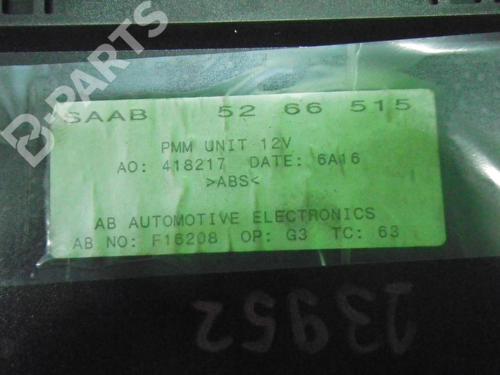 B-PARTS
SAAB 52 66 515
PMM UNIT 12V
AO: 418217 DATE: 6A16
>ABS<
AB AUTOMOTIVE ELECTRONICS
AB NO: F16208 OP: G3 TC: 63
23952